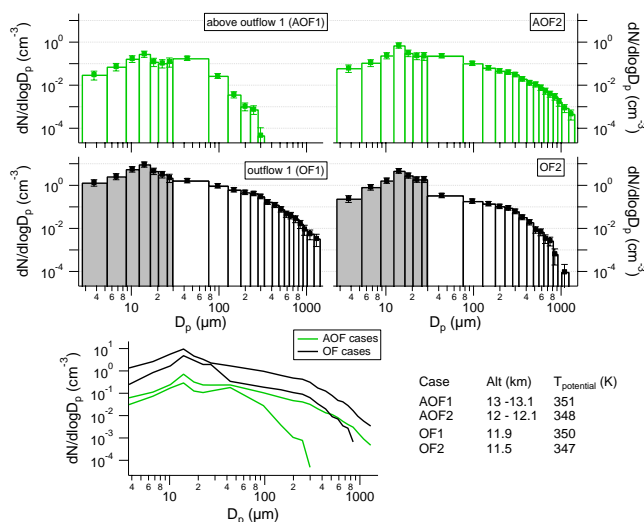 above outflow 1 (AOF1)
AOF2
dN/dlogDp (cm-3)
10^0
10^-2
10^-4
10^0
10^-2
10^-4
dN/dlogDp (cm-3)
outflow 1 (OF1)
OF2
dN/dlogDp (cm-3)
10^0
10^-2
10^-4
10^0
10^-2
10^-4
dN/dlogDp (cm-3)
4 6 8 10 2 4 6 8 100 2 4 6 8 1000
4 6 8 10 2 4 6 8 100 2 4 6 8 1000
Dp (µm)
Dp (µm)
AOF cases
OF cases
dN/dlogDp (cm-3)
10^1
10^0
10^-1
10^-2
10^-3
10^-4
4 6 8 10 2 4 6 8 100 2 4 6 8 1000
Dp (µm)
Case Alt (km) Tpotential (K)
AOF1 13 -13.1 351
AOF2 12 - 12.1 348
OF1 11.9 350
OF2 11.5 347